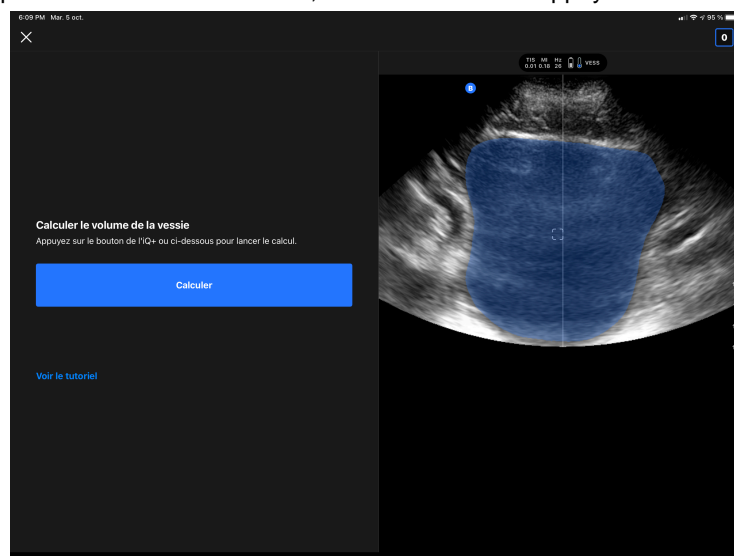 6:09 PM Mar. 5 oct.
95 %
0
TIS MI Hz
0.01 0.18 26
VESS
B
Calculer le volume de la vessie
Appuyez sur le bouton de l'iQ+ ou ci-dessous pour lancer le calcul.
Calculer
Voir le tutoriel